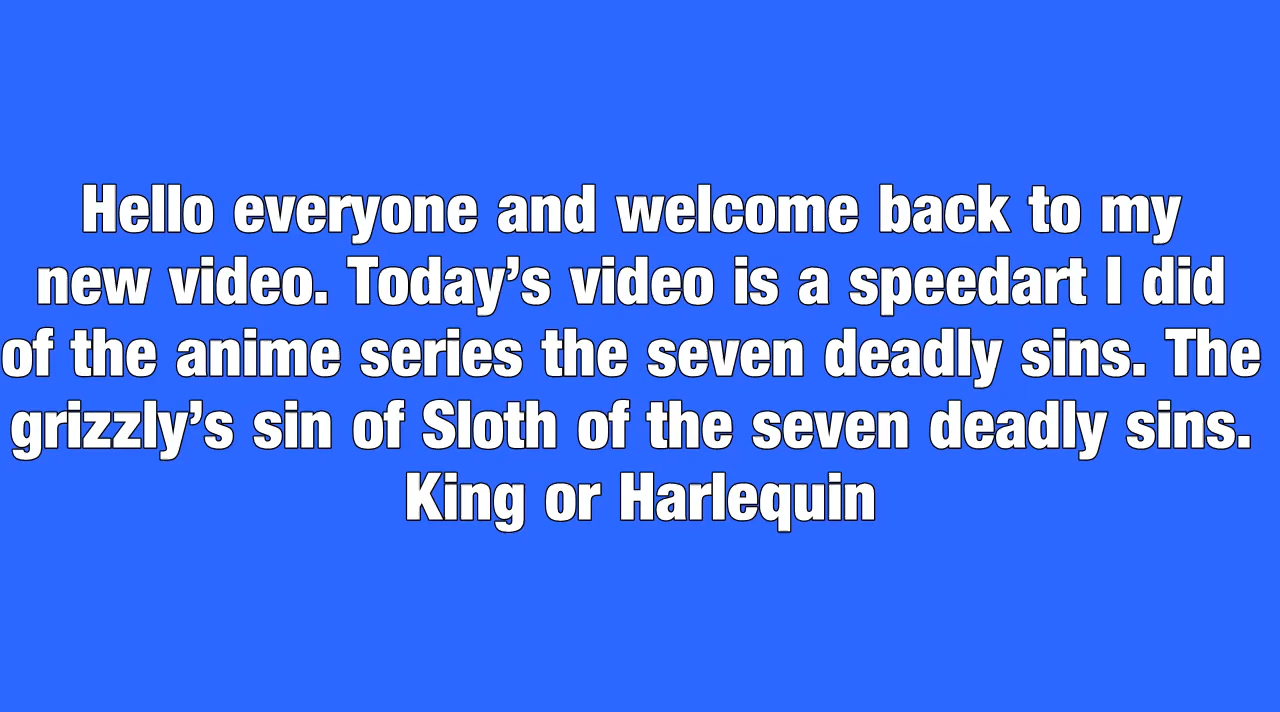 Hello everyone and welcome back to my
new video. Today’s video is a speedart I did
of the anime series the seven deadly sins. The
grizzly’s sin of Sloth of the seven deadly sins.
King or Harlequin